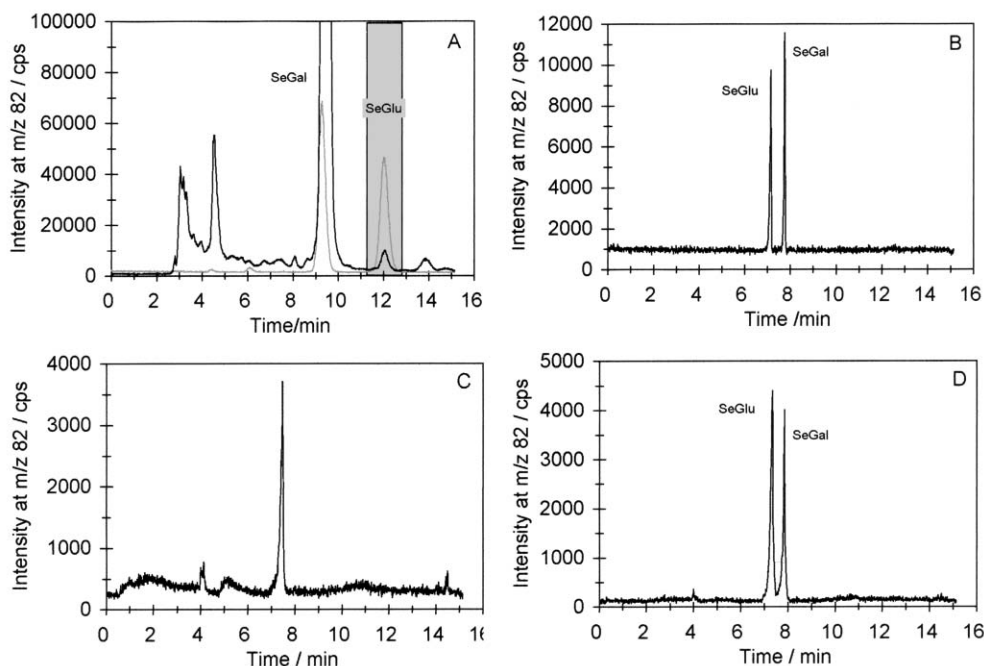 A
Intensity at m/z 82 / cps
100000
80000
60000
40000
20000
0
SeGal
SeGlu
0 2 4 6 8 10 12 14 16
Time/min
B
Intensity at m/z 82 / cps
12000
10000
8000
6000
4000
2000
0
SeGal
SeGlu
0 2 4 6 8 10 12 14 16
Time /min
C
Intensity at m/z 82 / cps
4000
3000
2000
1000
0
0 2 4 6 8 10 12 14 16
Time / min
D
Intensity at m/z 82 / cps
5000
4000
3000
2000
1000
0
SeGlu
SeGal
0 2 4 6 8 10 12 14 16
Time / min